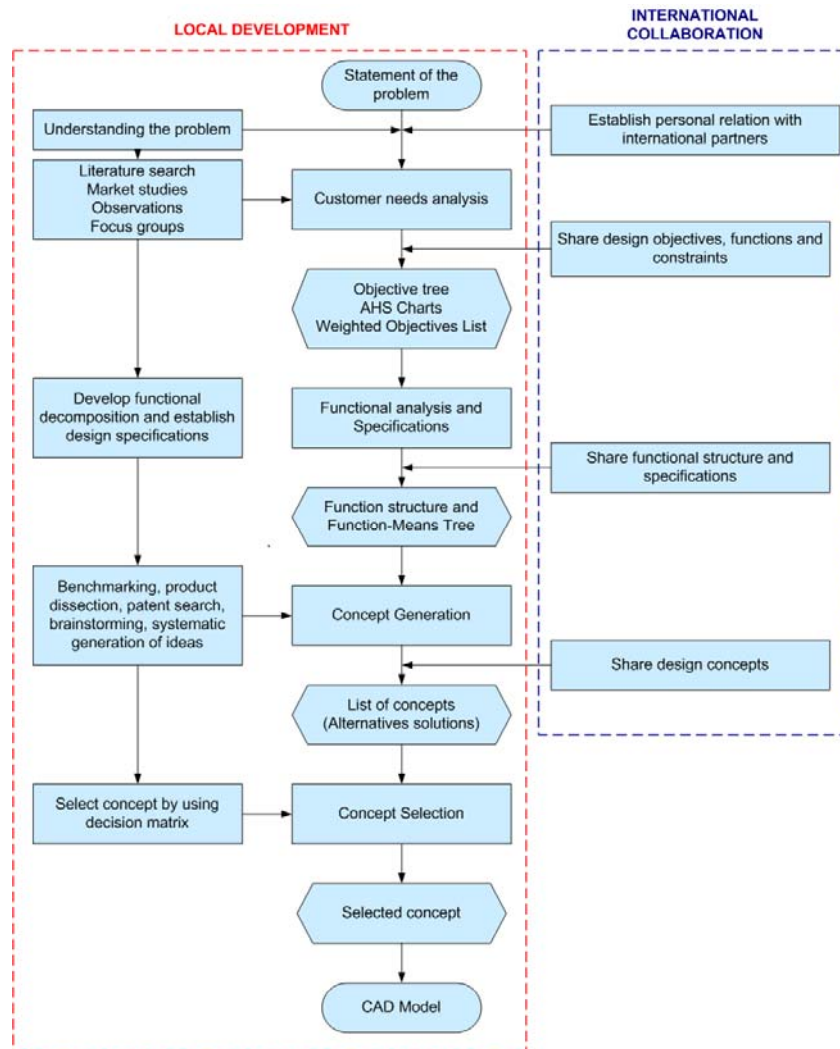 LOCAL DEVELOPMENT
INTERNATIONAL
COLLABORATION
Statement of the
problem
Understanding the problem
Establish personal relation with
international partners
Literature search
Market studies
Observations
Focus groups
Customer needs analysis
Share design objectives, functions and
constraints
Objective tree
AHS Charts
Weighted Objectives List
Develop functional
decomposition and establish
design specifications
Functional analysis and
Specifications
Share functional structure and
specifications
Function structure and
Function-Means Tree
Benchmarking, product
dissection, patent search,
brainstorming, systematic
generation of ideas
Concept Generation
Share design concepts
List of concepts
(Alternatives solutions)
Select concept by using
decision matrix
Concept Selection
Selected concept
CAD Model